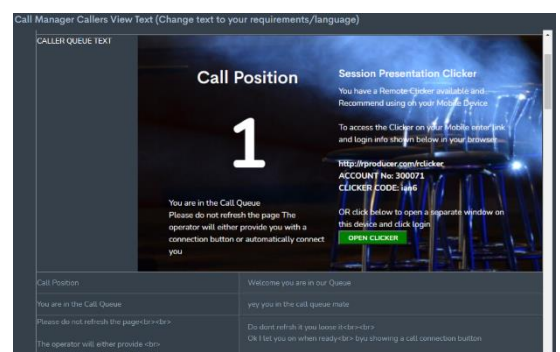 Call Manager Callers View Text (Change text to your requirements/language)
CALLER QUEUE TEXT
Call Position
1
You are in the Call Queue
Please do not refresh the page The
operator will either provide you with a
connection button or automatically connect
you
Session Presentation Clicker
You have a Remote Clicker available and
Recommend using on your Mobile Device
To access the Clicker on your Mobile enter link
and login info shown below in your browser
http://rproducer.com/rclicker
ACCOUNT No: 300071
CLICKER CODE:
OR click below to open a separate window on
this device and click login
OPEN CLICKER
Call Position
Welcome you are in our Queue
You are in the Call Queue
yey you in the call queue mate
Please do not refresh the page<br><br>
The operator will either provide <br>
Do dont refrsh it you loose it<br><br>
Ok I let you on when ready<br> byu showing a call connection buitton